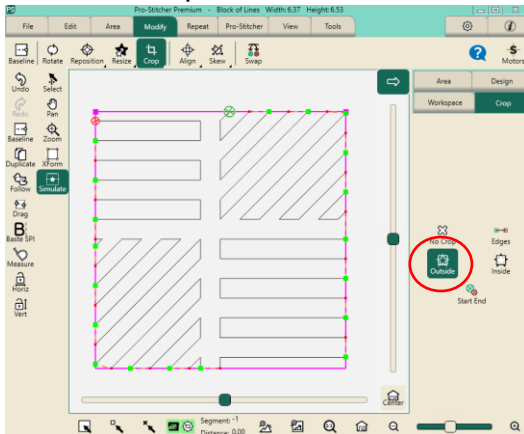 PS Pro-Stitcher Premium - Block of Lines Width: 6.37 Height: 6.53
File Edit Area Modify Repeat Pro-Stitcher View Tools
Baseline Rotate Reposition Resize Crop Align Skew Swap ? Motors
Undo Select
Redo Pan
Baseline Zoom
Duplicate XForm
Follow Simulate
Drag
Baste SPI
Measure
Horiz
Vert
Area Design
Workspace Crop
No Crop Edges
Outside Inside
Start End
Center
Segment: -1
Distance: 0.00